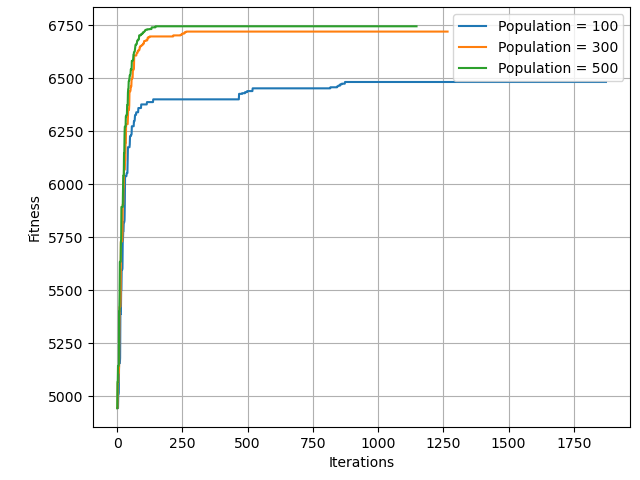 6750
6500
6250
6000
5750
5500
5250
5000
Fitness
Population = 100
Population = 300
Population = 500
0 250 500 750 1000 1250 1500 1750
Iterations